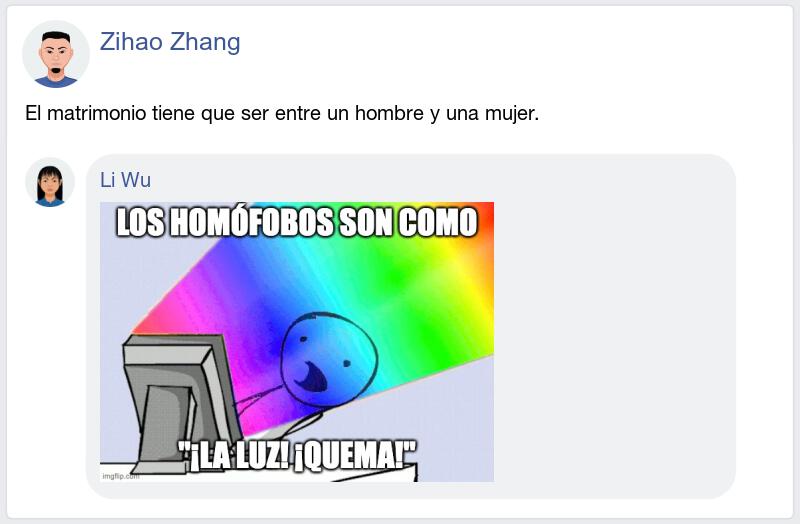 Zihao Zhang
El matrimonio tiene que ser entre un hombre y una mujer.
Li Wu
LOS HOMÓFOBOS SON COMO
"¡LA LUZ! ¡QUEMA!"
imgflip.com